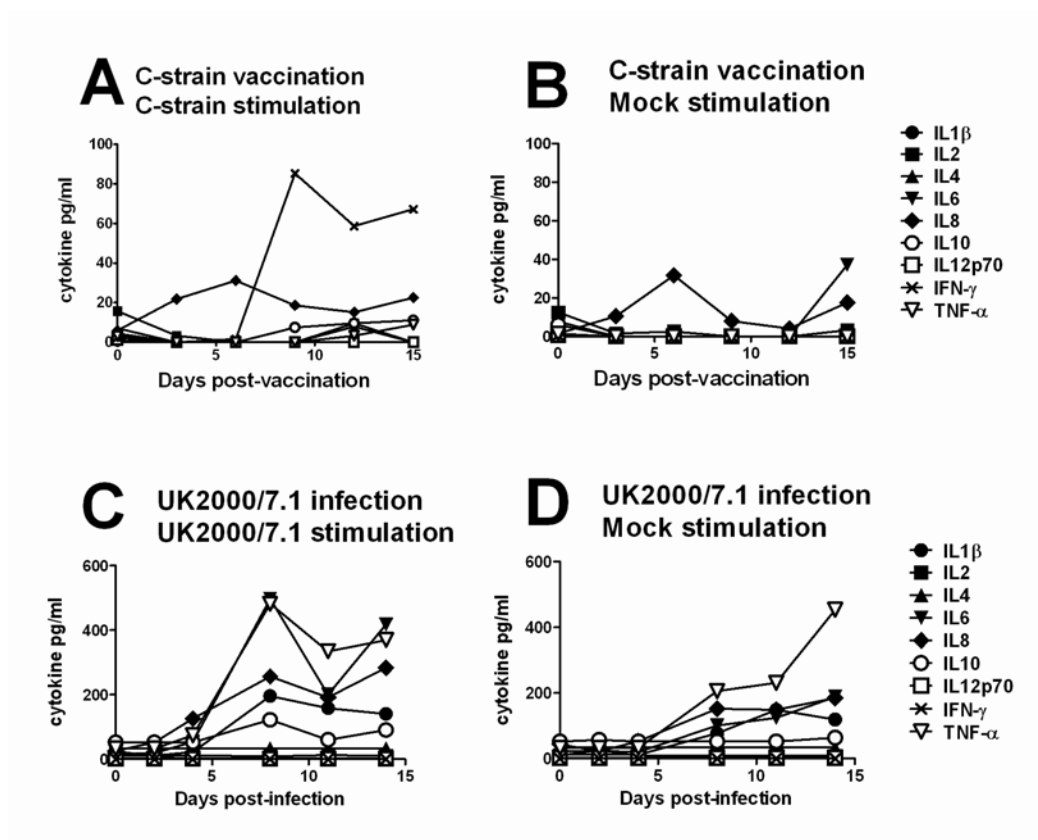 A
C-strain vaccination
C-strain stimulation
100
80
60
40
20
0
cytokine pg/ml
0 5 10 15
Days post-vaccination
B
C-strain vaccination
Mock stimulation
100
80
60
40
20
0
cytokine pg/ml
0 5 10 15
Days post-vaccination
IL1β
IL2
IL4
IL6
IL8
IL10
IL12p70
IFN-γ
TNF-α
C
UK2000/7.1 infection
UK2000/7.1 stimulation
600
400
200
0
cytokine pg/ml
0 5 10 15
Days post-infection
D
UK2000/7.1 infection
Mock stimulation
600
400
200
0
cytokine pg/ml
0 5 10 15
Days post-infection
IL1β
IL2
IL4
IL6
IL8
IL10
IL12p70
IFN-γ
TNF-α